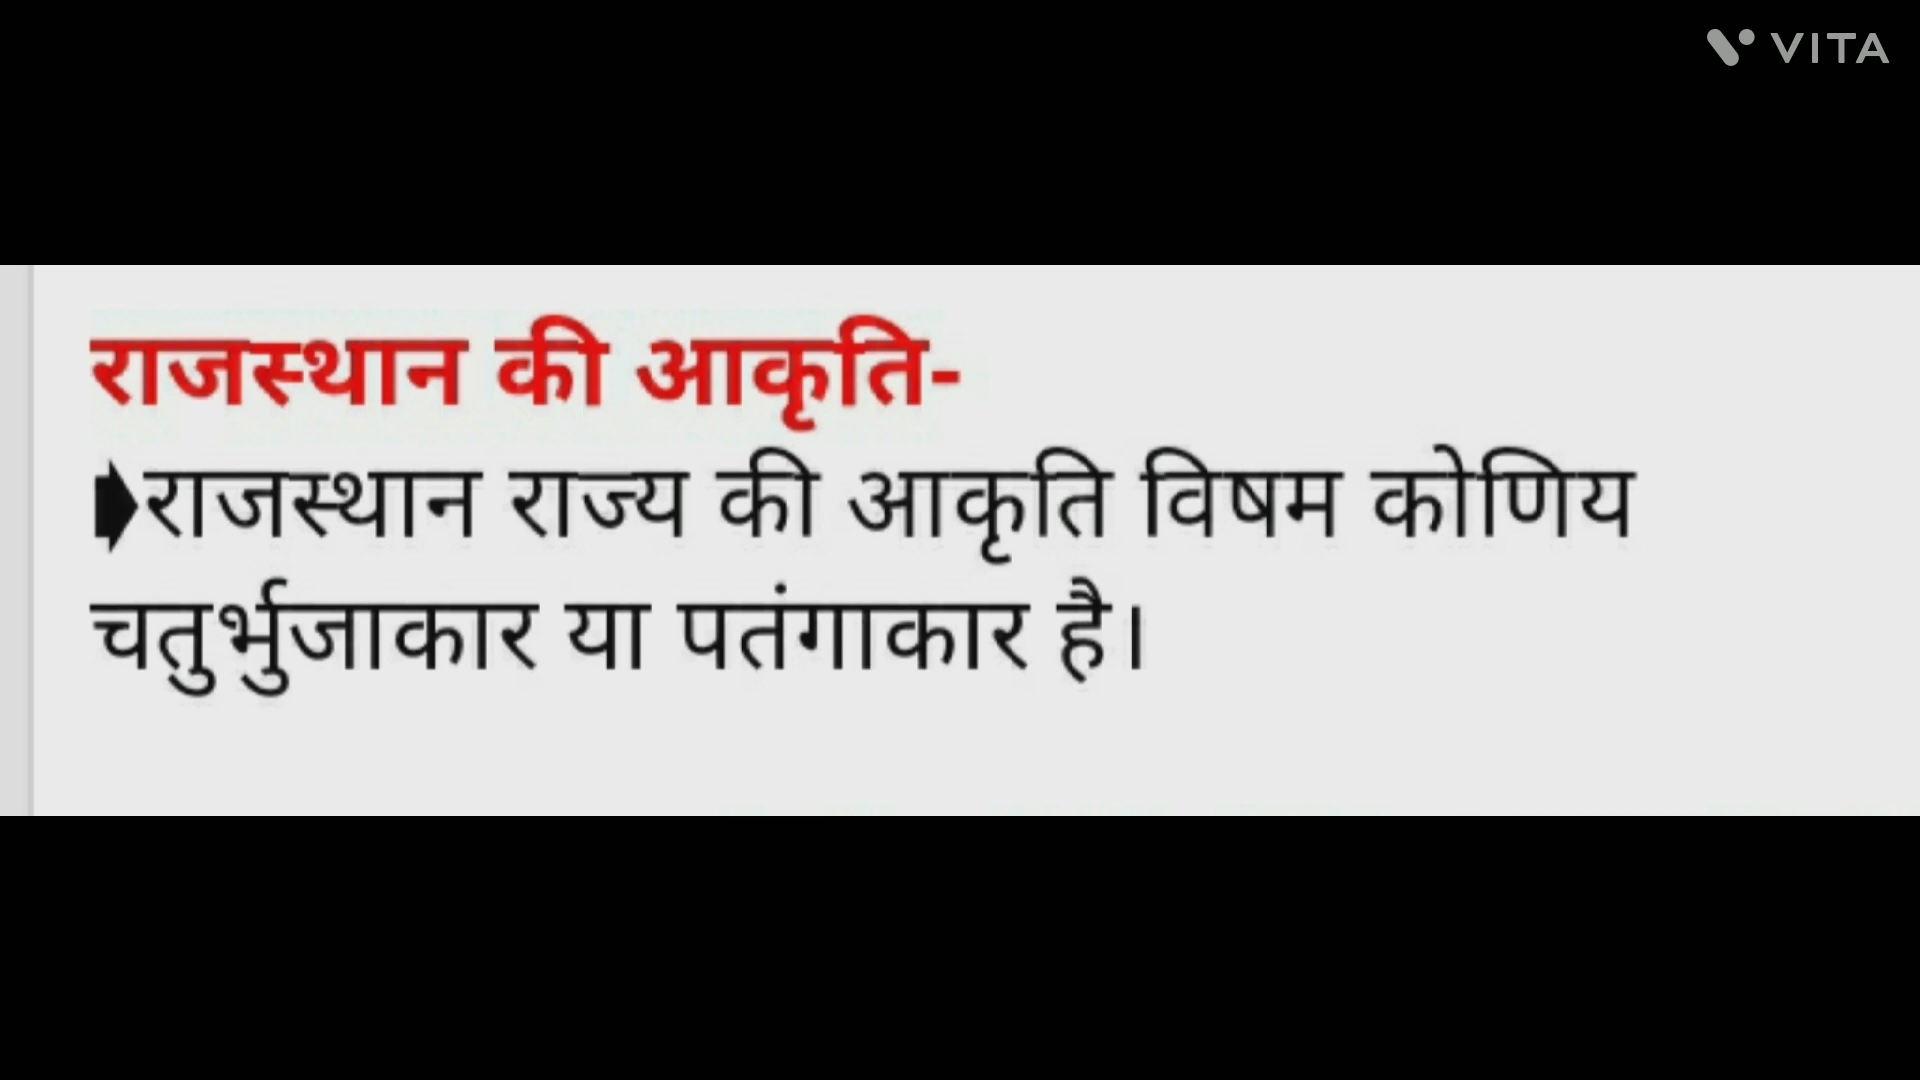 VITA
राजस्थान की आकृति-
➧राजस्थान राज्य की आकृति विषम कोणिय
चतुर्भुजाकार या पतंगाकार है।